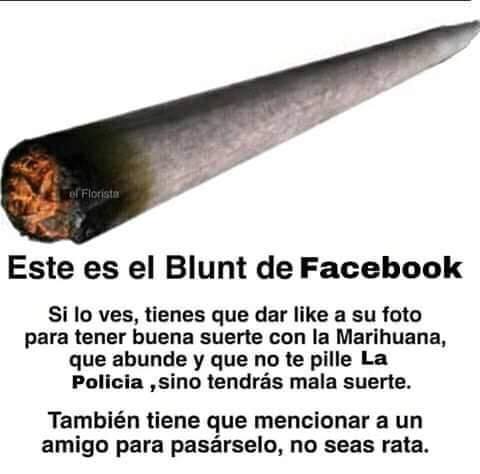 el Florista
Este es el Blunt de Facebook
Si lo ves, tienes que dar like a su foto
para tener buena suerte con la Marihuana,
que abunde y que no te pille La
Policia ,sino tendrás mala suerte.
También tiene que mencionar a un
amigo para pasárselo, no seas rata.